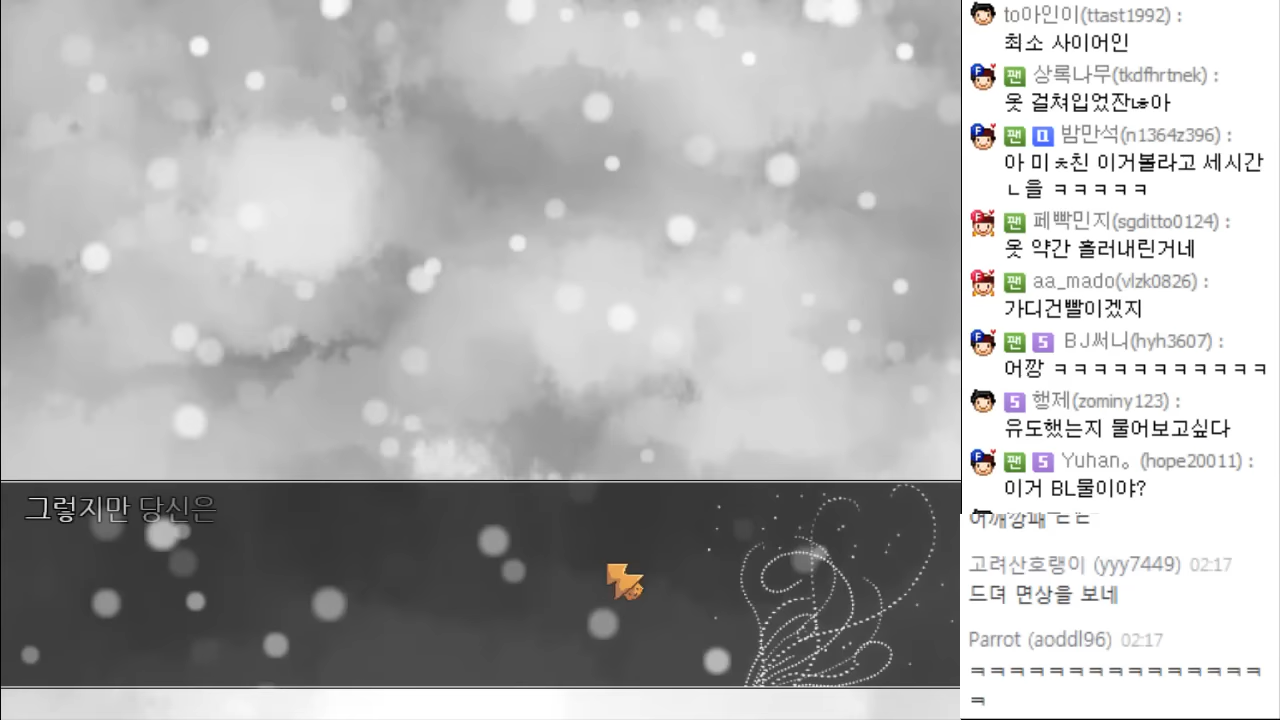 그렇지만 당신은
to아인이(ttast1992) :
최소 사이어인
팬 상록나무(tkdfhrtnek) :
옷 걸쳐입었잔ㄶ아
팬 밤만석(n1364z396) :
아 미ㅊ친 이거볼라고 세시간
ㄴ을 ㅋㅋㅋㅋㅋ
팬 페빡민지(sgditto0124) :
옷 약간 흘러내린거네
팬 aa_mado(vlzk0826) :
가디건빨이겠지
팬 S BJ써니(hyh3607) :
어깡 ㅋㅋㅋㅋㅋㅋㅋㅋㅋㅋㅋ
S 행제(zominy123) :
유도했는지 물어보고싶다
팬 S Yuhan。(hope20011) :
이거 BL물이야?
고려산호랭이 (yyy7449) 02:17
드뎌 면상을 보네
Parrot (aoddl96) 02:17
ㅋㅋㅋㅋㅋㅋㅋㅋㅋㅋㅋㅋㅋㅋㅋ
ㅋ